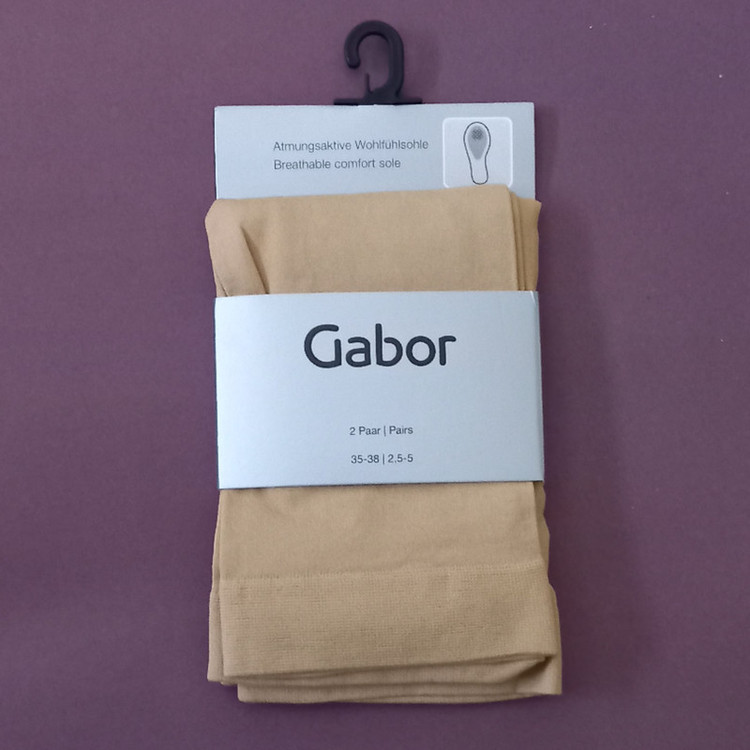 Atmungsaktive Wohlfühlsohle
Breathable comfort sole
Gabor
2 Paar | Pairs
35-38 | 2.5-5